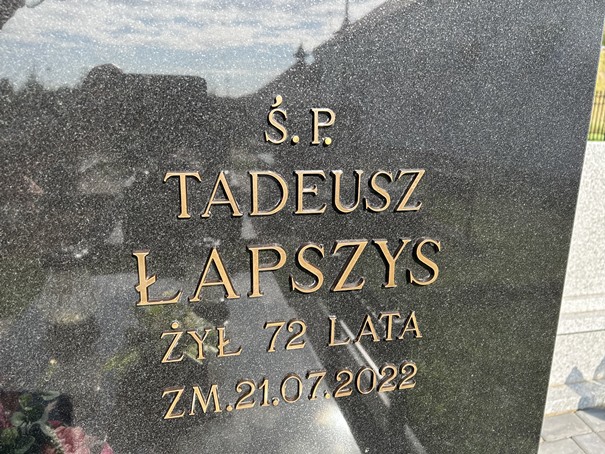 Ś.P.
TADEUSZ
ŁAPSZYS
ŻYŁ 72 LATA
ZM.21.07.2022